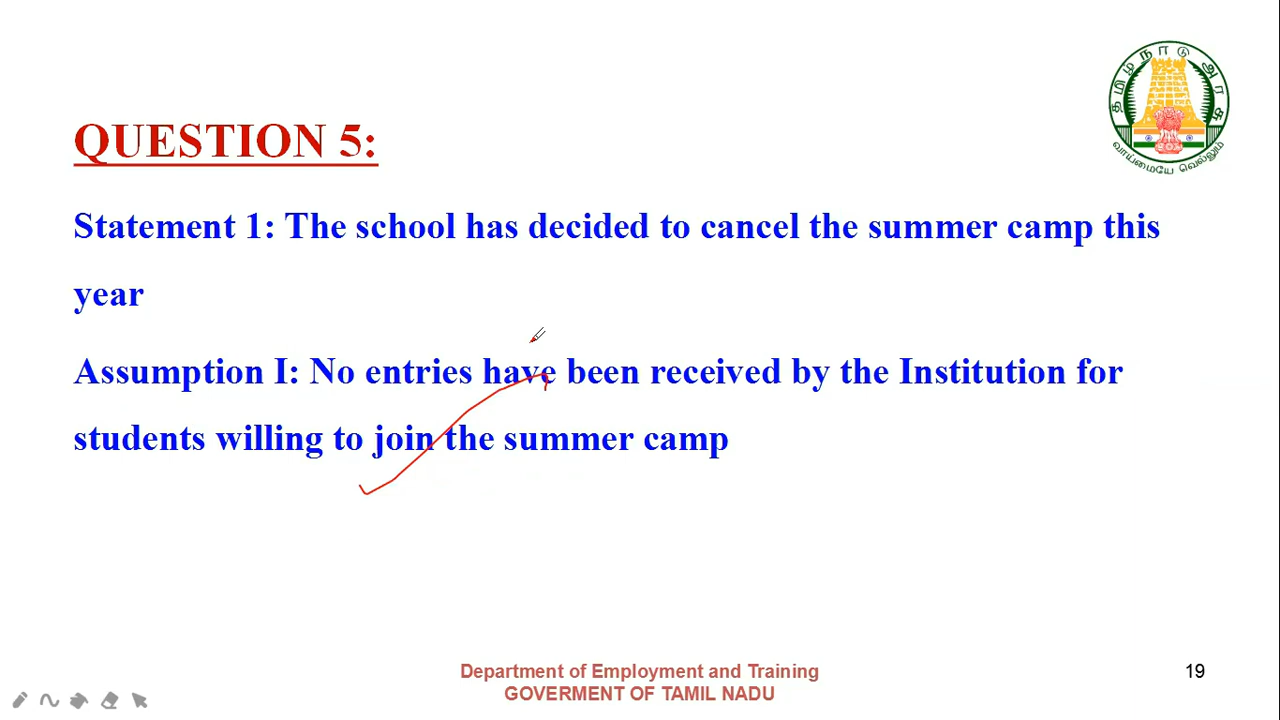 தமிழ்நாடு அரசு
வாய்மையே வெல்லும்
QUESTION 5:
Statement 1: The school has decided to cancel the summer camp this
year
Assumption I: No entries have been received by the Institution for
students willing to join the summer camp
Department of Employment and Training
GOVERMENT OF TAMIL NADU
19